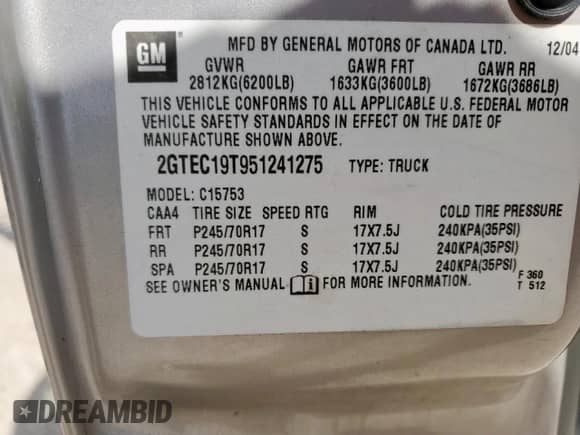 GM
MFD BY GENERAL MOTORS OF CANADA LTD. 12/04
GVWR GAWR FRT GAWR RR
2812KG(6200LB) 1633KG(3600LB) 1672KG(3686LB)
THIS VEHICLE CONFORMS TO ALL APPLICABLE U.S. FEDERAL MOTOR
VEHICLE SAFETY STANDARDS IN EFFECT ON THE DATE OF
MANUFACTURE SHOWN ABOVE.
2GTEC19T951241275 TYPE: TRUCK
MODEL: C15753
CAA4 TIRE SIZE SPEED RTG RIM COLD TIRE PRESSURE
FRT P245/70R17 S 17X7.5J 240KPA(35PSI)
RR P245/70R17 S 17X7.5J 240KPA(35PSI)
SPA P245/70R17 S 17X7.5J 240KPA(35PSI)
SEE OWNER'S MANUAL i FOR MORE INFORMATION. F 360
T 512
DREAMBID